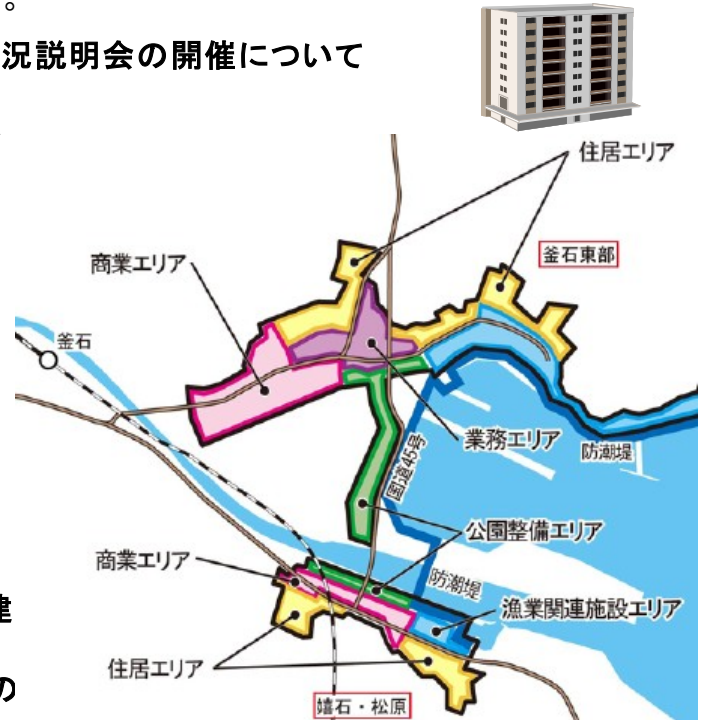 。
況説明会の開催について
住居エリア
釜石東部
商業エリア
釜石
業務エリア
国道45号
防潮堤
公園整備エリア
商業エリア
防潮堤
漁業関連施設エリア
建
住居エリア
の
嬉石・松原